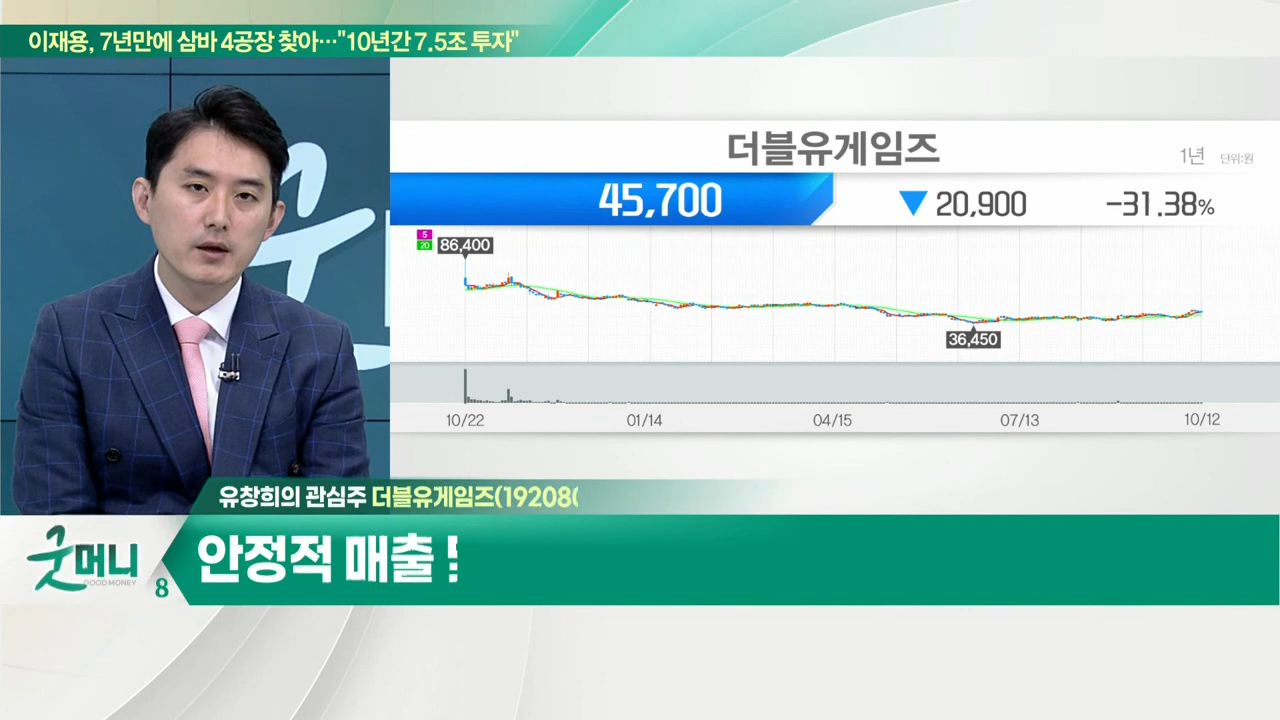 이재용, 7년만에 삼바 4공장 찾아…"10년간 7.5조 투자"
더블유게임즈
1년 단위:원
45,700 ▼ 20,900 -31.38%
5
20
86,400
36,450
10/22 01/14 04/15 07/13 10/12
유창희의 관심주 더블유게임즈(19208
굿머니
GOOD MONEY
8
안정적 매출